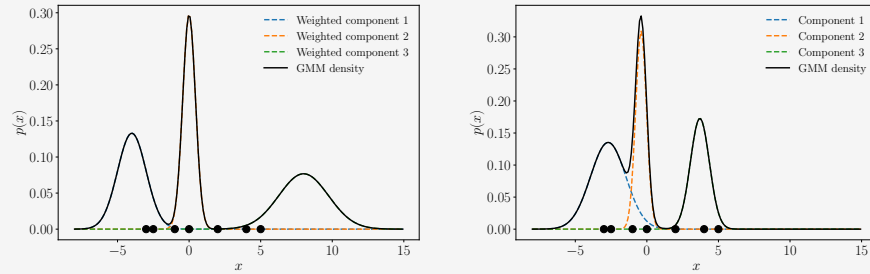 0.30
0.25
0.20
0.15
0.10
0.05
0.00
p(x)
−5 0 5 10 15
x
Weighted component 1
Weighted component 2
Weighted component 3
GMM density
0.30
0.25
0.20
0.15
0.10
0.05
0.00
p(x)
−5 0 5 10 15
x
Component 1
Component 2
Component 3
GMM density